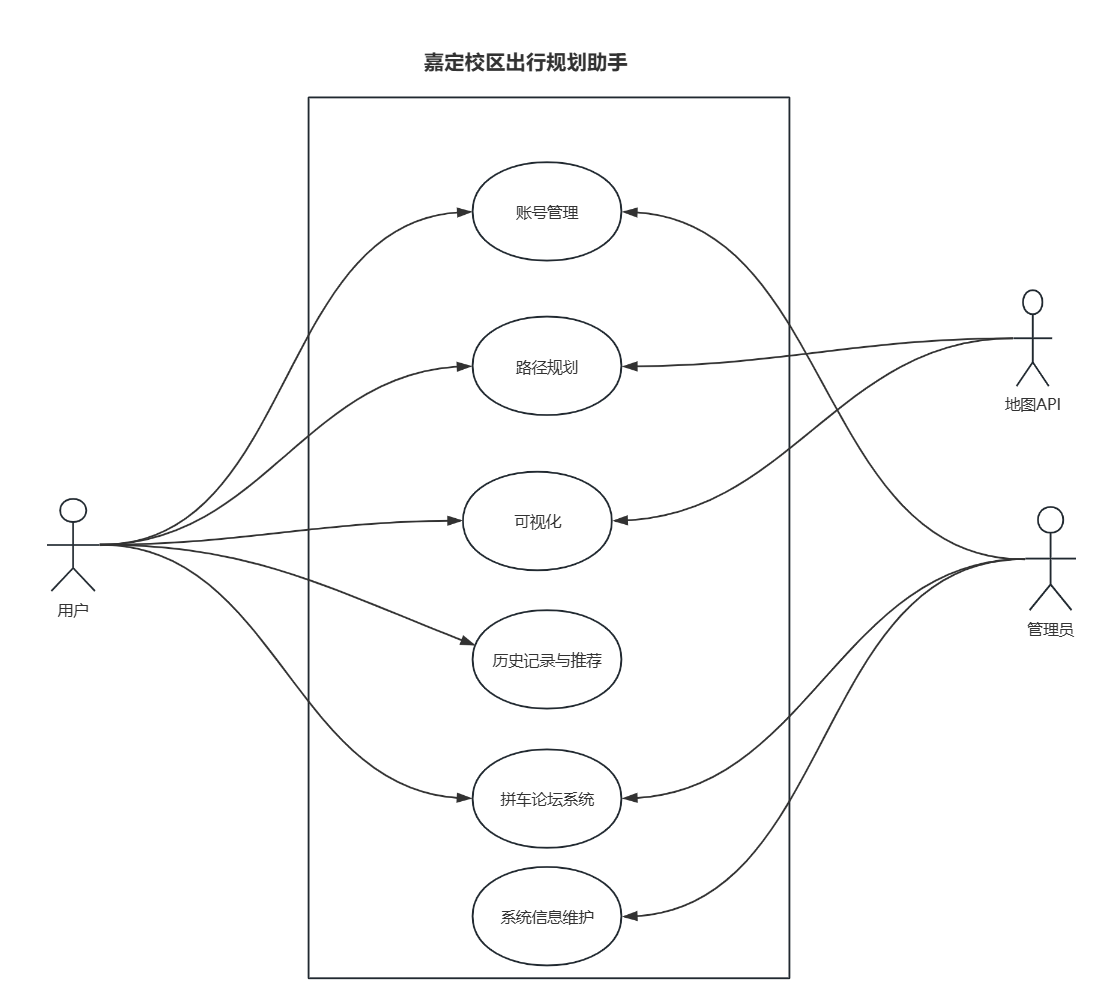 嘉定校区出行规划助手
账号管理
路径规划
地图API
可视化
用户
管理员
历史记录与推荐
拼车论坛系统
系统信息维护